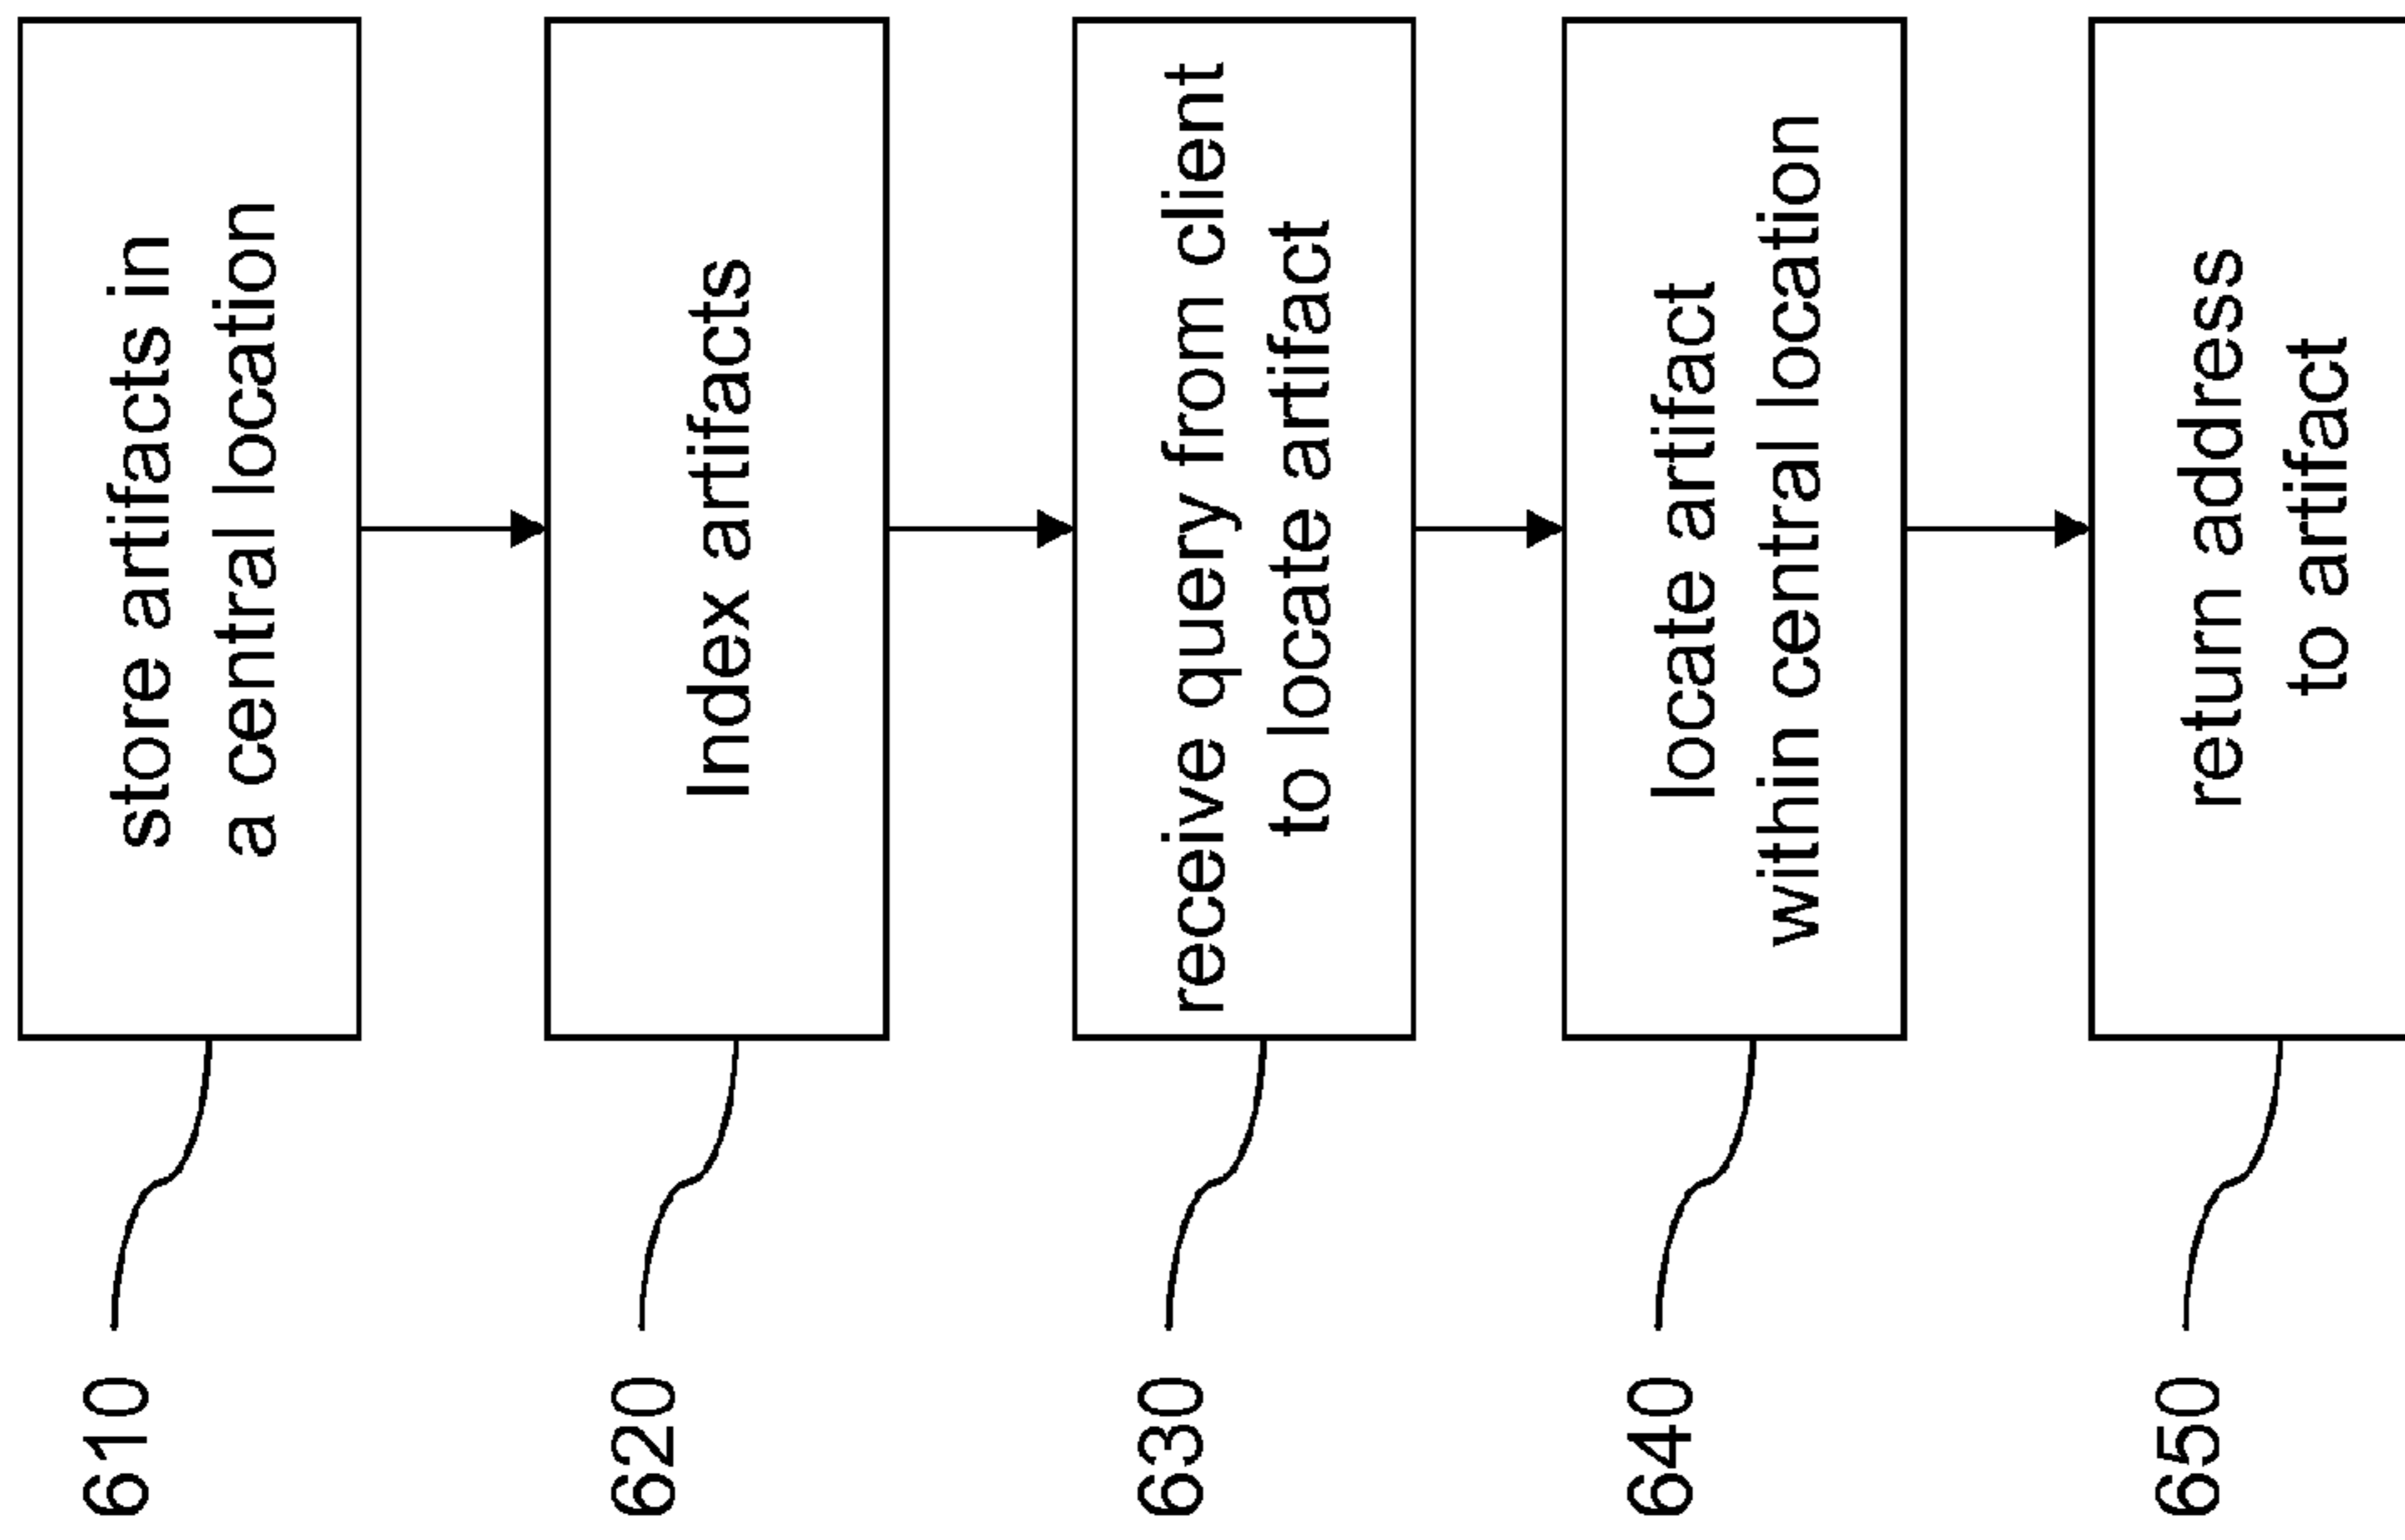 610
store artifacts in
a central location
620
Index artifacts
630
receive query from client
to locate artifact
640
locate artifact
within central location
650
return address
to artifact